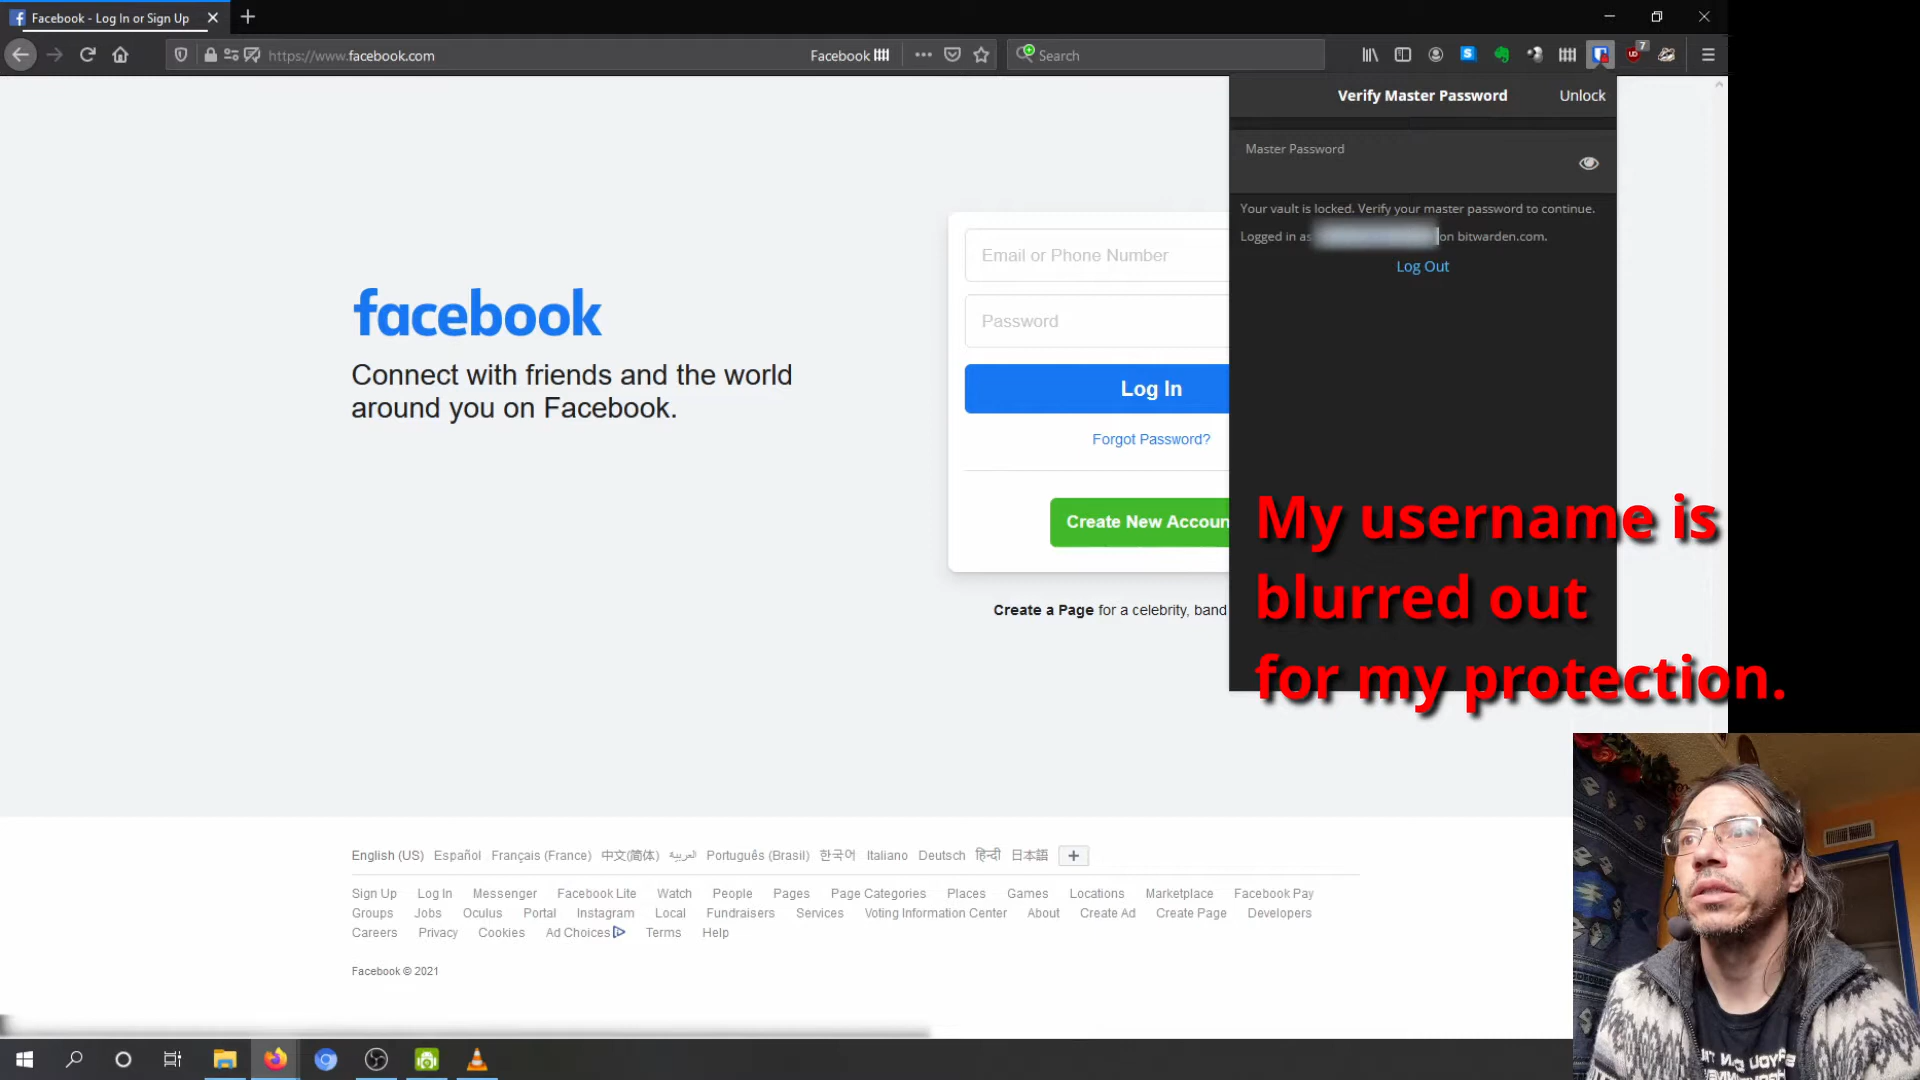 Facebook - Log In or Sign Up
https://www.facebook.com
Facebook
Search
7
Verify Master Password
Unlock
Master Password
Your vault is locked. Verify your master password to continue.
Logged in as
on bitwarden.com.
Log Out
facebook
Connect with friends and the world
around you on Facebook.
Email or Phone Number
Password
Log In
Forgot Password?
Create New Accoun
Create a Page for a celebrity, band
My username is
blurred out
for my protection.
English (US) Español Français (France) 中文(简体) العربية Português (Brasil) 한국어 Italiano Deutsch हिन्दी 日本語 +
Sign Up Log In Messenger Facebook Lite Watch People Pages Page Categories Places Games Locations Marketplace Facebook Pay
Groups Jobs Oculus Portal Instagram Local Fundraisers Services Voting Information Center About Create Ad Create Page Developers
Careers Privacy Cookies Ad Choices Terms Help
Facebook © 2021